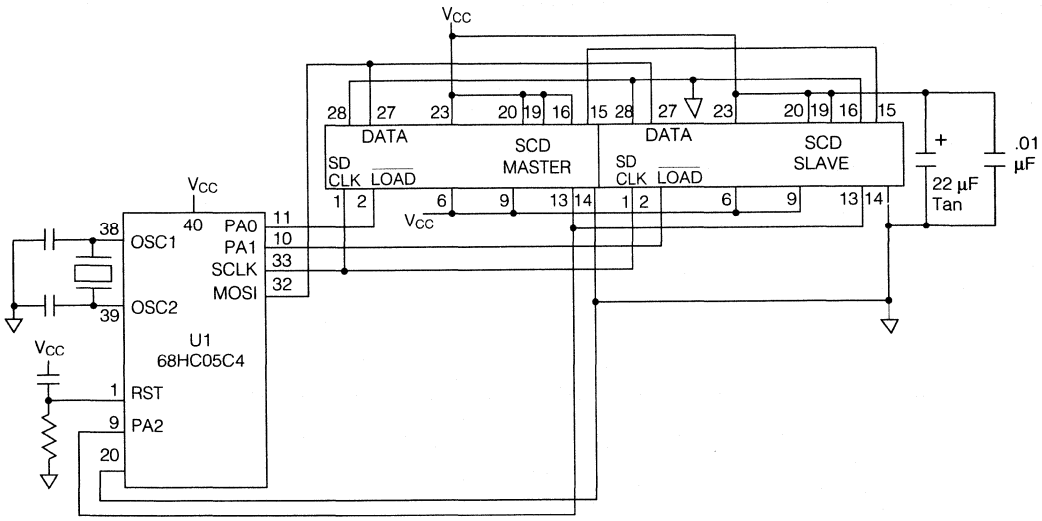 VCC
28 27 23 20 19 16 15 28 27 23 20 19 16 15
DATA DATA
SCD MASTER
SCD SLAVE
SD CLK LOAD
SD CLK LOAD
1 2 6 9 13 14 1 2 6 9 13 14
VCC
+
22 µF
Tan
.01
µF
VCC
40
38 OSC1
39 OSC2
PA0 11
PA1 10
SCLK 33
MOSI 32
U1
68HC05C4
VCC
1 RST
9 PA2
20